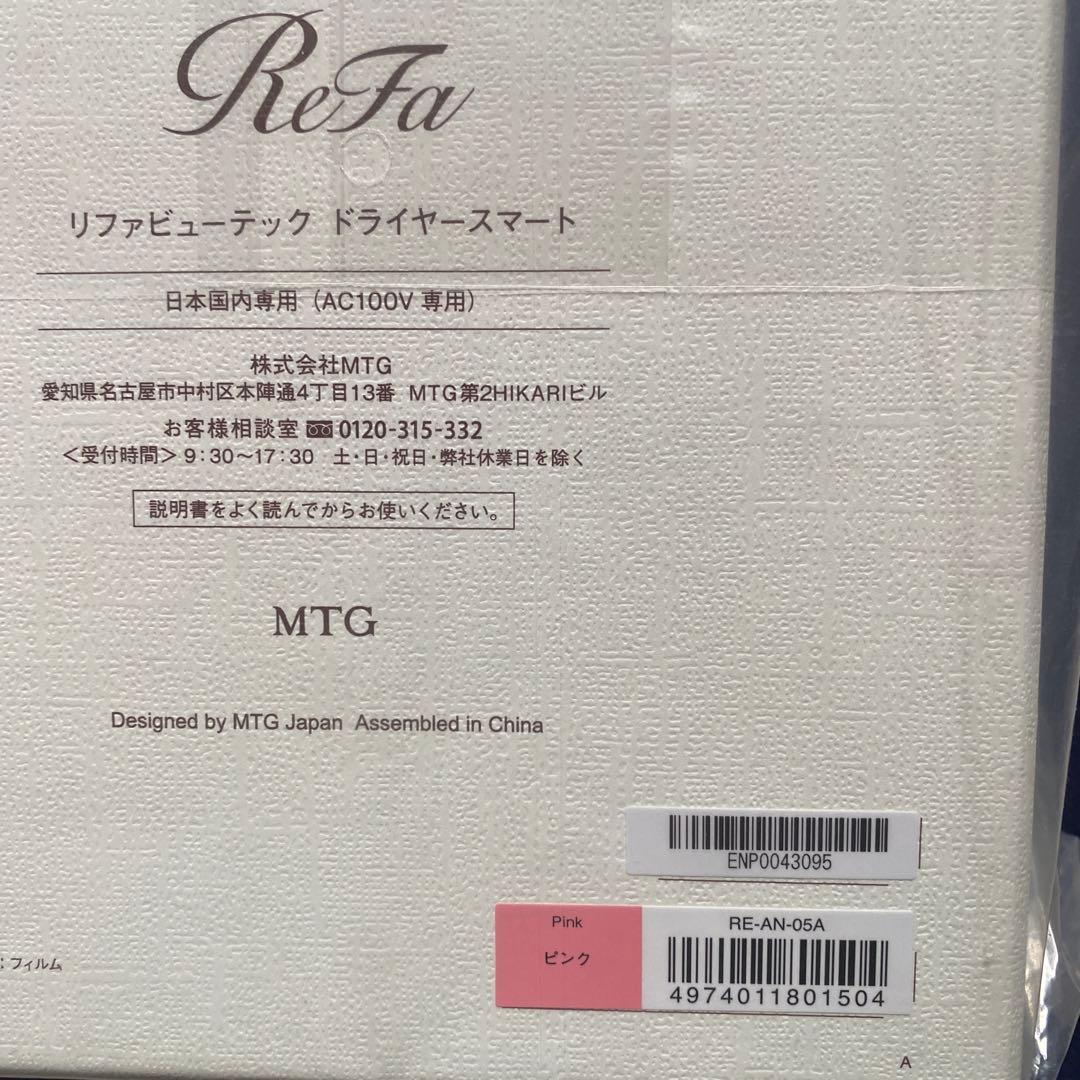 ReFa
リファビューテック ドライヤースマート
日本国内専用（AC100V 専用）
株式会社MTG
愛知県名古屋市中村区本陣通4丁目13番 MTG第2HIKARIビル
お客様相談室 0120-315-332
＜受付時間＞9：30〜17：30 土・日・祝日・弊社休業日を除く
説明書をよく読んでからお使いください。
MTG
Designed by MTG Japan Assembled in China
ENP0043095
Pink
ピンク
RE-AN-05A
4974011801504
：フィルム
A